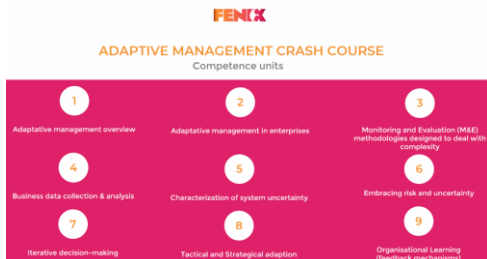 FENIX
ADAPTIVE MANAGEMENT CRASH COURSE
Competence units
1
Adaptative management overview
2
Adaptative management in enterprises
3
Monitoring and Evaluation (M&E)
methodologies designed to deal with
complexity
4
Business data collection & analysis
5
Characterization of system uncertainty
6
Embracing risk and uncertainty
7
Iterative decision-making
8
Tactical and Strategical adaption
9
Organisational Learning
(feedback mechanisms)